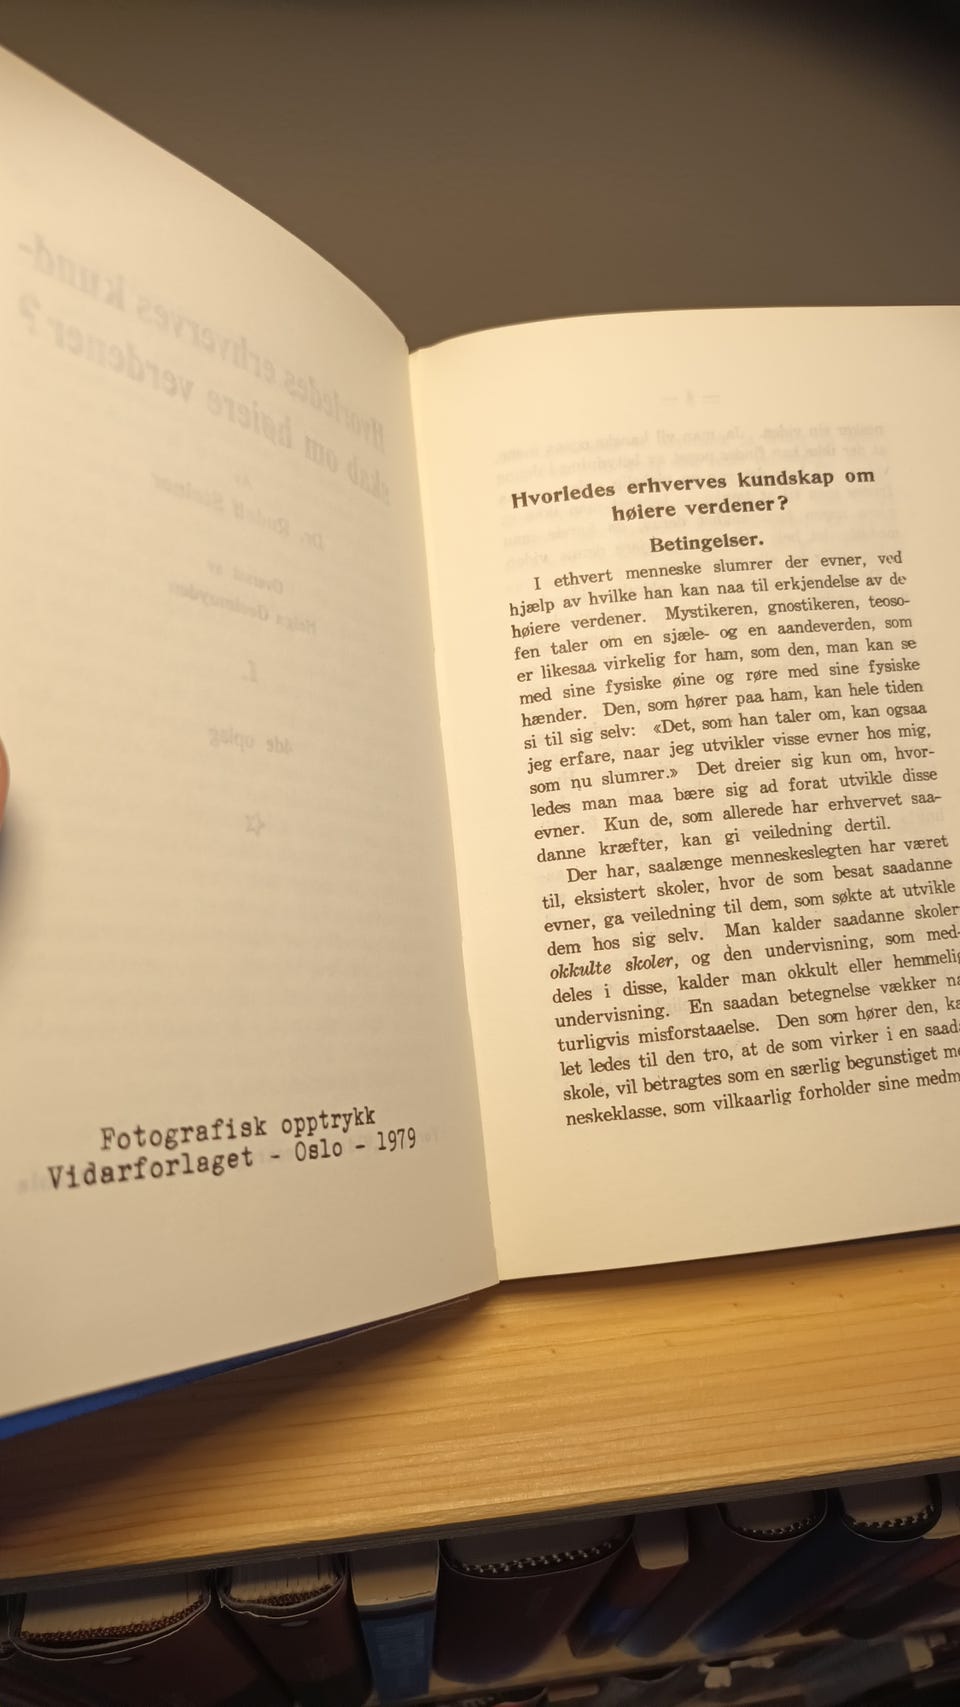 Fotografisk opptrykk
Vidarforlaget - Oslo - 1979
Hvorledes erhverves kundskap om
høiere verdener?
Betingelser.
I ethvert menneske slumrer der evner, ved
hjælp av hvilke han kan naa til erkjendelse av de
høiere verdener. Mystikeren, gnostikeren, teoso-
fen taler om en sjæle- og en aandeverden, som
er likesaa virkelig for ham, som den, man kan se
med sine fysiske øine og røre med sine fysiske
hænder. Den, som hører paa ham, kan hele tiden
si til sig selv: «Det, som han taler om, kan ogsaa
jeg erfare, naar jeg utvikler visse evner hos mig,
som nu slumrer.» Det dreier sig kun om, hvor-
ledes man maa bære sig ad forat utvikle disse
evner. Kun de, som allerede har erhvervet saa-
danne kræfter, kan gi veiledning dertil.
Der har, saalænge menneskeslegten har været
til, eksistert skoler, hvor de som besat saadanne
evner, ga veiledning til dem, som søkte at utvikle
dem hos sig selv. Man kalder saadanne skoler
okkulte skoler, og den undervisning, som med-
deles i disse, kalder man okkult eller hemmelig
undervisning. En saadan betegnelse vækker na
turligvis misforstaaelse. Den som hører den, ka
let ledes til den tro, at de som virker i en saad
skole, vil betragtes som en særlig begunstiget me
neskeklasse, som vilkaarlig forholder sine medm